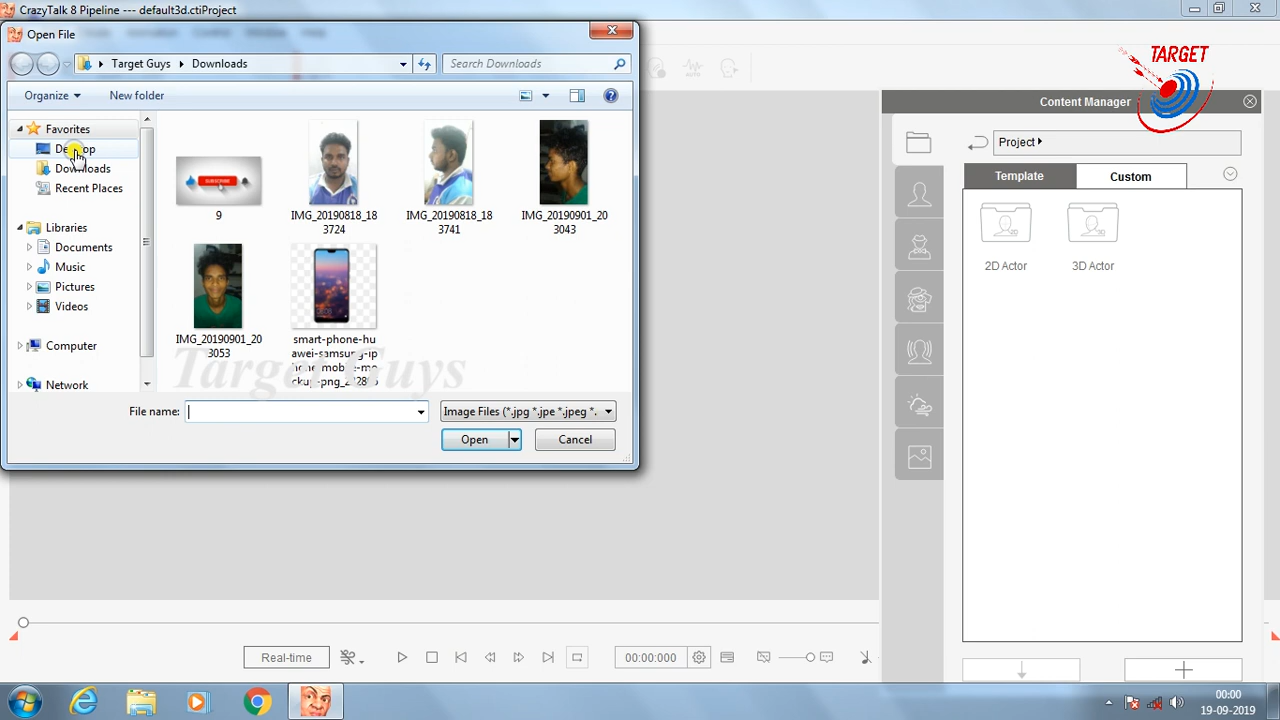 CrazyTalk 8 Pipeline --- default3d.ctiProject
Open File
Target Guys
Downloads
Search Downloads
Organize
New folder
TARGET
Content Manager
Project
Template
Custom
2D Actor
3D Actor
Favorites
Desktop
Downloads
Recent Places
Libraries
Documents
Music
Pictures
Videos
Computer
Network
9
IMG_20190818_18
3724
IMG_20190818_18
3741
IMG_20190901_20
3043
IMG_20190901_20
3053
smart-phone-hu
awei-samsung-ip
Target Guys
File name:
Image Files (*.jpg *.jpe *.jpeg *.
Open
Cancel
Real-time
00:00:000
00:00
19-09-2019